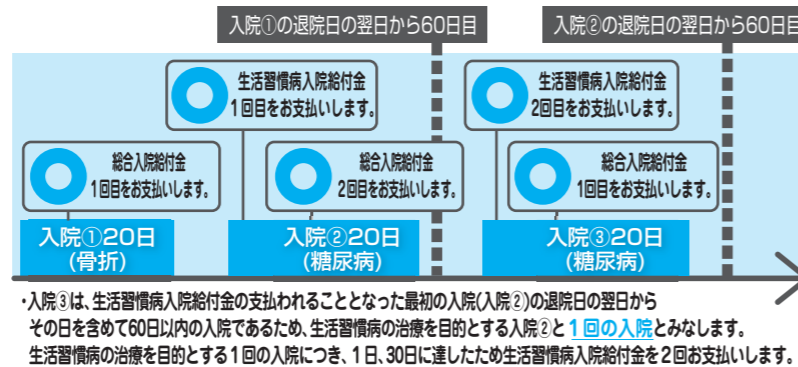 入院①の退院日の翌日から60日目
入院②の退院日の翌日から60日目
生活習慣病入院給付金
1回目をお支払いします。
生活習慣病入院給付金
2回目をお支払いします。
総合入院給付金
1回目をお支払いします。
総合入院給付金
2回目をお支払いします。
総合入院給付金
1回目をお支払いします。
入院①20日
(骨折)
入院②20日
(糖尿病)
入院③20日
(糖尿病)
・入院③は、生活習慣病入院給付金の支払われることとなった最初の入院(入院②)の退院日の翌日から
その日を含めて60日以内の入院であるため、生活習慣病の治療を目的とする入院②と1回の入院とみなします。
生活習慣病の治療を目的とする1回の入院につき、1日、30日に達したため生活習慣病入院給付金を2回お支払いします。